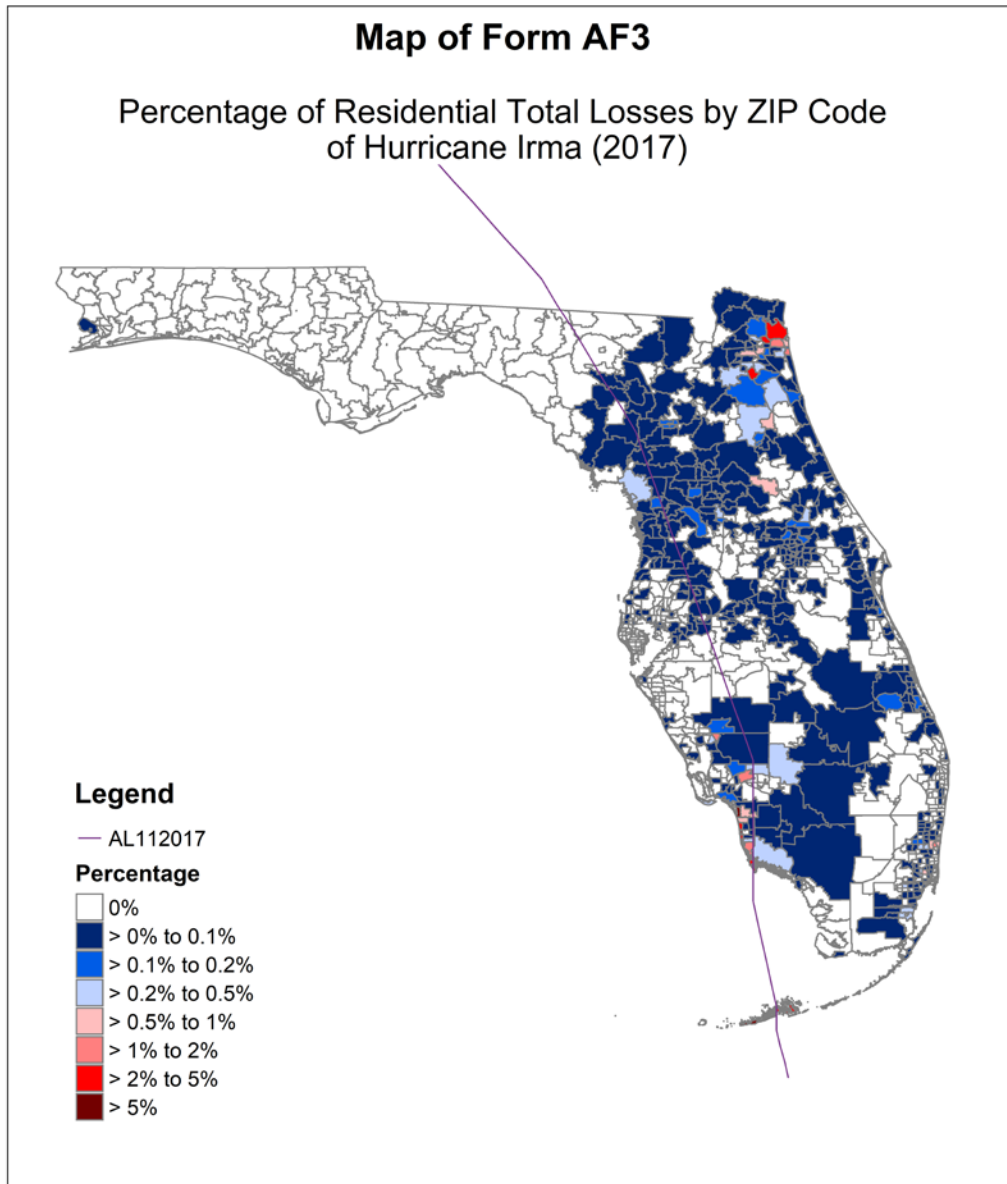 Map of Form AF3
Percentage of Residential Total Losses by ZIP Code
of Hurricane Irma (2017)
Legend
AL112017
Percentage
0%
> 0% to 0.1%
> 0.1% to 0.2%
> 0.2% to 0.5%
> 0.5% to 1%
> 1% to 2%
> 2% to 5%
> 5%